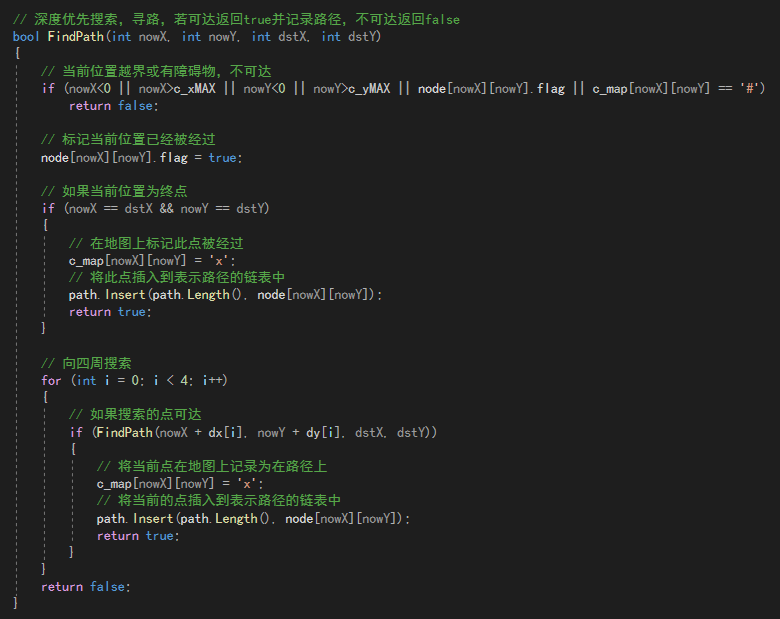 // 深度优先搜索，寻路，若可达返回true并记录路径，不可达返回false
bool FindPath(int nowX, int nowY, int dstX, int dstY)
{
// 当前位置越界或有障碍物，不可达
if (nowX<0 || nowX>c_xMAX || nowY<0 || nowY>c_yMAX || node[nowX][nowY].flag || c_map[nowX][nowY] == '#')
return false;
// 标记当前位置已经被经过
node[nowX][nowY].flag = true;
// 如果当前位置为终点
if (nowX == dstX && nowY == dstY)
{
// 在地图上标记此点被经过
c_map[nowX][nowY] = 'x';
// 将此点插入到表示路径的链表中
path.Insert(path.Length(), node[nowX][nowY]);
return true;
}
// 向四周搜索
for (int i = 0; i < 4; i++)
{
// 如果搜索的点可达
if (FindPath(nowX + dx[i], nowY + dy[i], dstX, dstY))
{
// 将当前点在地图上记录为在路径上
c_map[nowX][nowY] = 'x';
// 将当前的点插入到表示路径的链表中
path.Insert(path.Length(), node[nowX][nowY]);
return true;
}
}
return false;
}